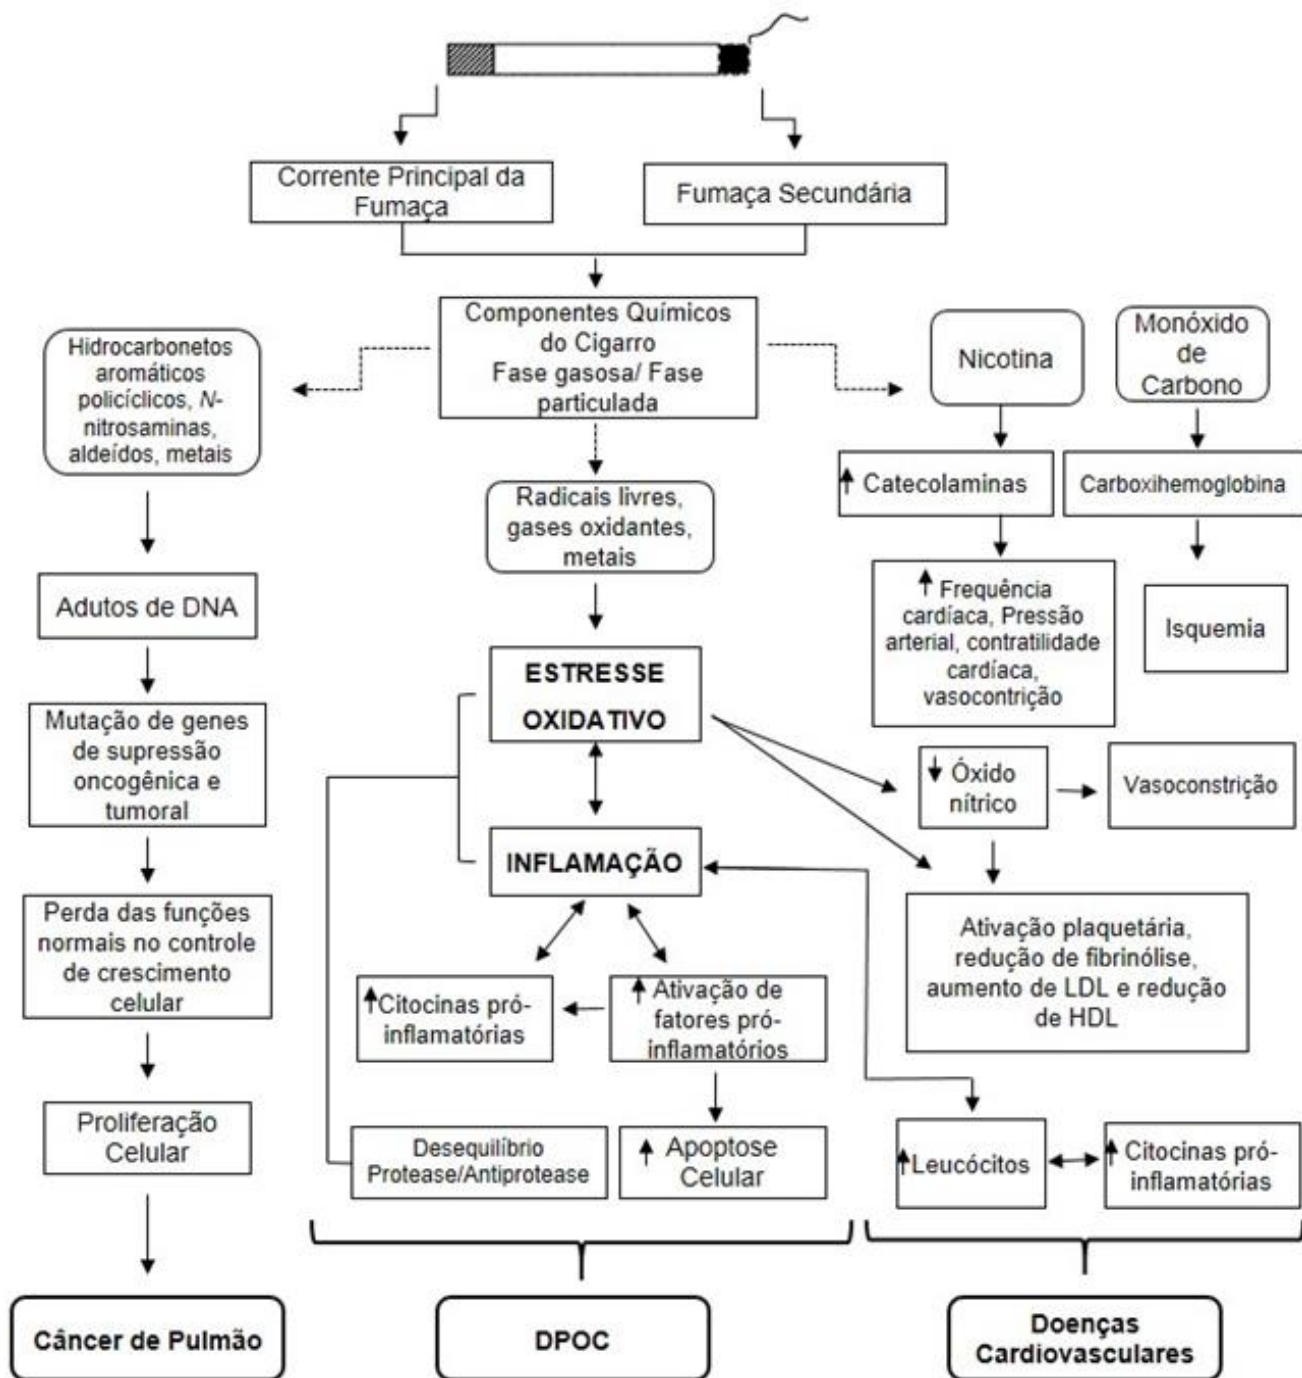 Corrente Principal da
Fumaça
Fumaça Secundária
Componentes Químicos
do Cigarro
Fase gasosa/ Fase
particulada
Hidrocarbonetos
aromáticos
policíclicos, N-
nitrosaminas,
aldeídos, metais
Adutos de DNA
Mutação de genes
de supressão
oncogênica e
tumoral
Perda das funções
normais no controle
de crescimento
celular
Proliferação
Celular
Câncer de Pulmão
Radicais livres,
gases oxidantes,
metais
ESTRESSE
OXIDATIVO
INFLAMAÇÃO
Citocinas pró-
inflamatórias
Ativação de
fatores pró-
inflamatórios
Desequilíbrio
Protease/Antiprotease
Apoptose
Celular
DPOC
Nicotina
Monóxido
de
Carbono
Catecolaminas
Carboxihemoglobina
Frequência
cardíaca, Pressão
arterial, contratilidade
cardíaca,
vasocontrição
Isquemia
Óxido
nítrico
Vasoconstrição
Ativação plaquetária,
redução de fibrinólise,
aumento de LDL e redução
de HDL
Leucócitos
Citocinas pró-
inflamatórias
Doenças
Cardiovasculares